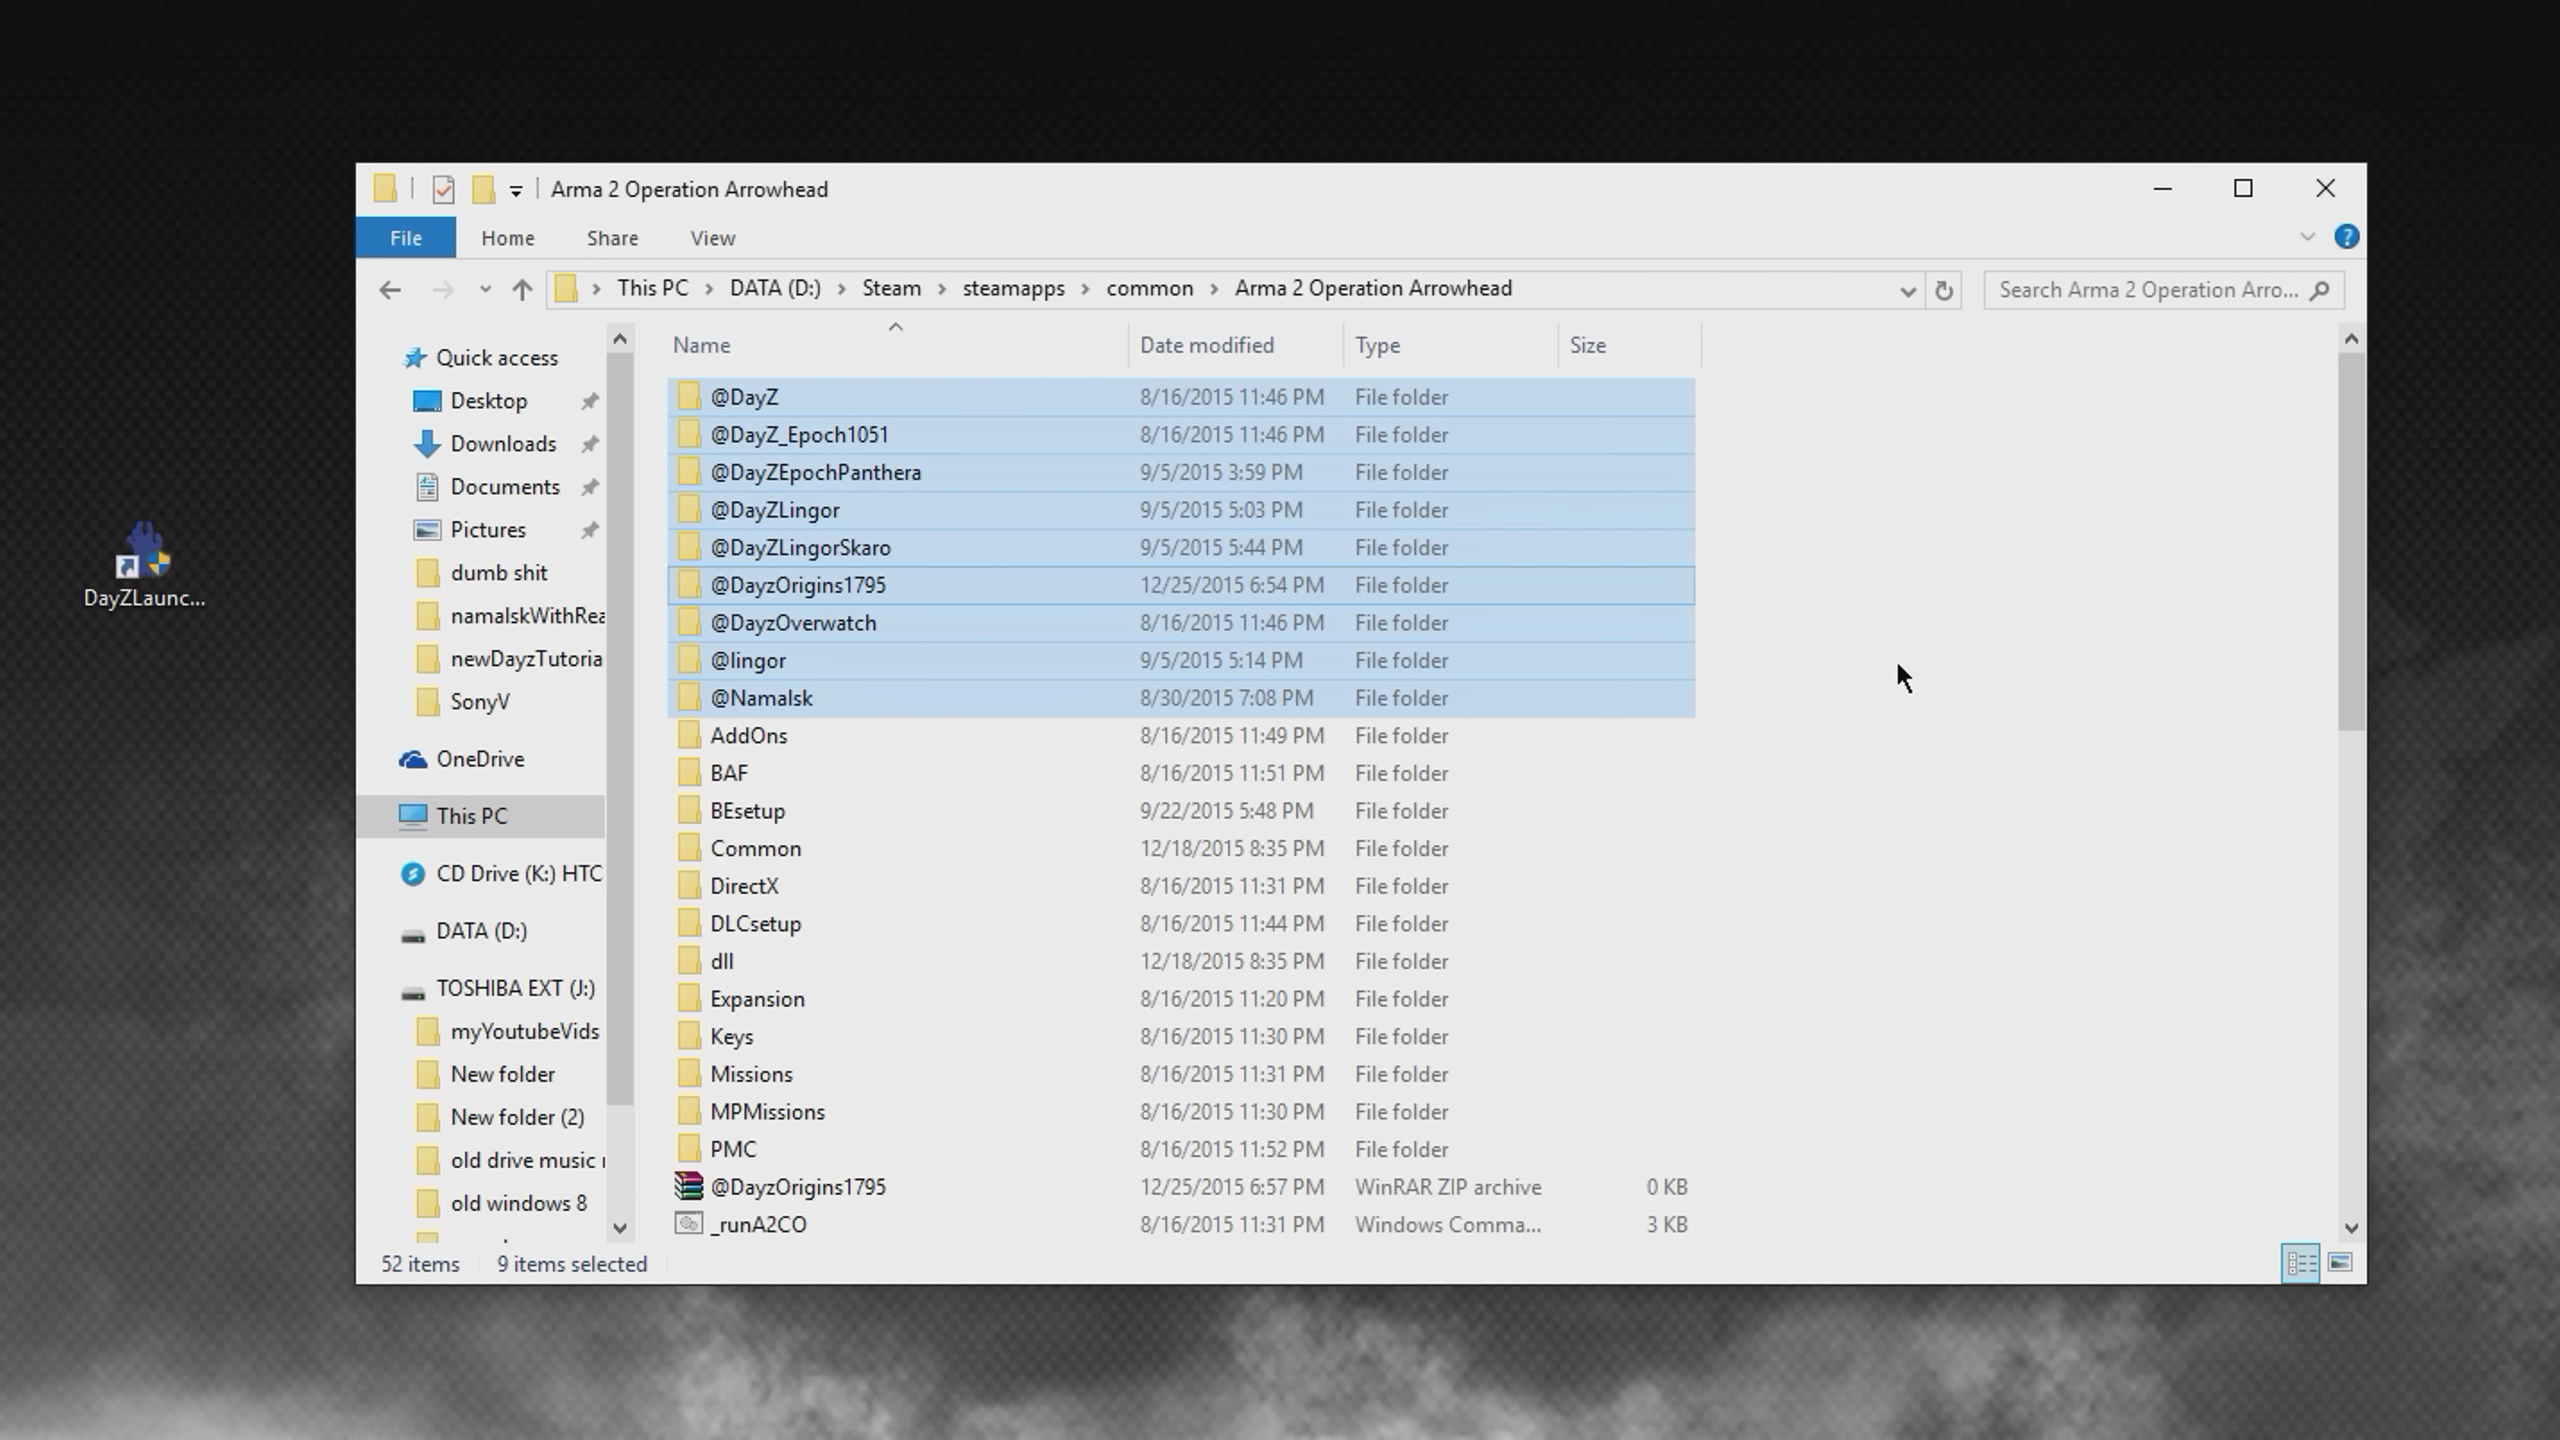 Arma 2 Operation Arrowhead
File Home Share View
This PC DATA (D:) Steam steamapps common Arma 2 Operation Arrowhead
Search Arma 2 Operation Arro...
Quick access
Desktop
Downloads
Documents
Pictures
dumb shit
namalskWithRea
newDayzTutoria
SonyV
OneDrive
This PC
CD Drive (K:) HTC
DATA (D:)
TOSHIBA EXT (J:)
myYoutubeVids
New folder
New folder (2)
old drive music
old windows 8
Name Date modified Type Size
@DayZ 8/16/2015 11:46 PM File folder
@DayZ_Epoch1051 8/16/2015 11:46 PM File folder
@DayZEpochPanthera 9/5/2015 3:59 PM File folder
@DayZLingor 9/5/2015 5:03 PM File folder
@DayZLingorSkaro 9/5/2015 5:44 PM File folder
@DayzOrigins1795 12/25/2015 6:54 PM File folder
@DayzOverwatch 8/16/2015 11:46 PM File folder
@lingor 9/5/2015 5:14 PM File folder
@Namalsk 8/30/2015 7:08 PM File folder
AddOns 8/16/2015 11:49 PM File folder
BAF 8/16/2015 11:51 PM File folder
BEsetup 9/22/2015 5:48 PM File folder
Common 12/18/2015 8:35 PM File folder
DirectX 8/16/2015 11:31 PM File folder
DLCsetup 8/16/2015 11:44 PM File folder
dll 12/18/2015 8:35 PM File folder
Expansion 8/16/2015 11:20 PM File folder
Keys 8/16/2015 11:30 PM File folder
Missions 8/16/2015 11:31 PM File folder
MPMissions 8/16/2015 11:30 PM File folder
PMC 8/16/2015 11:52 PM File folder
@DayzOrigins1795 12/25/2015 6:57 PM WinRAR ZIP archive 0 KB
_runA2CO 8/16/2015 11:31 PM Windows Comma... 3 KB
52 items 9 items selected
DayZLaunc...